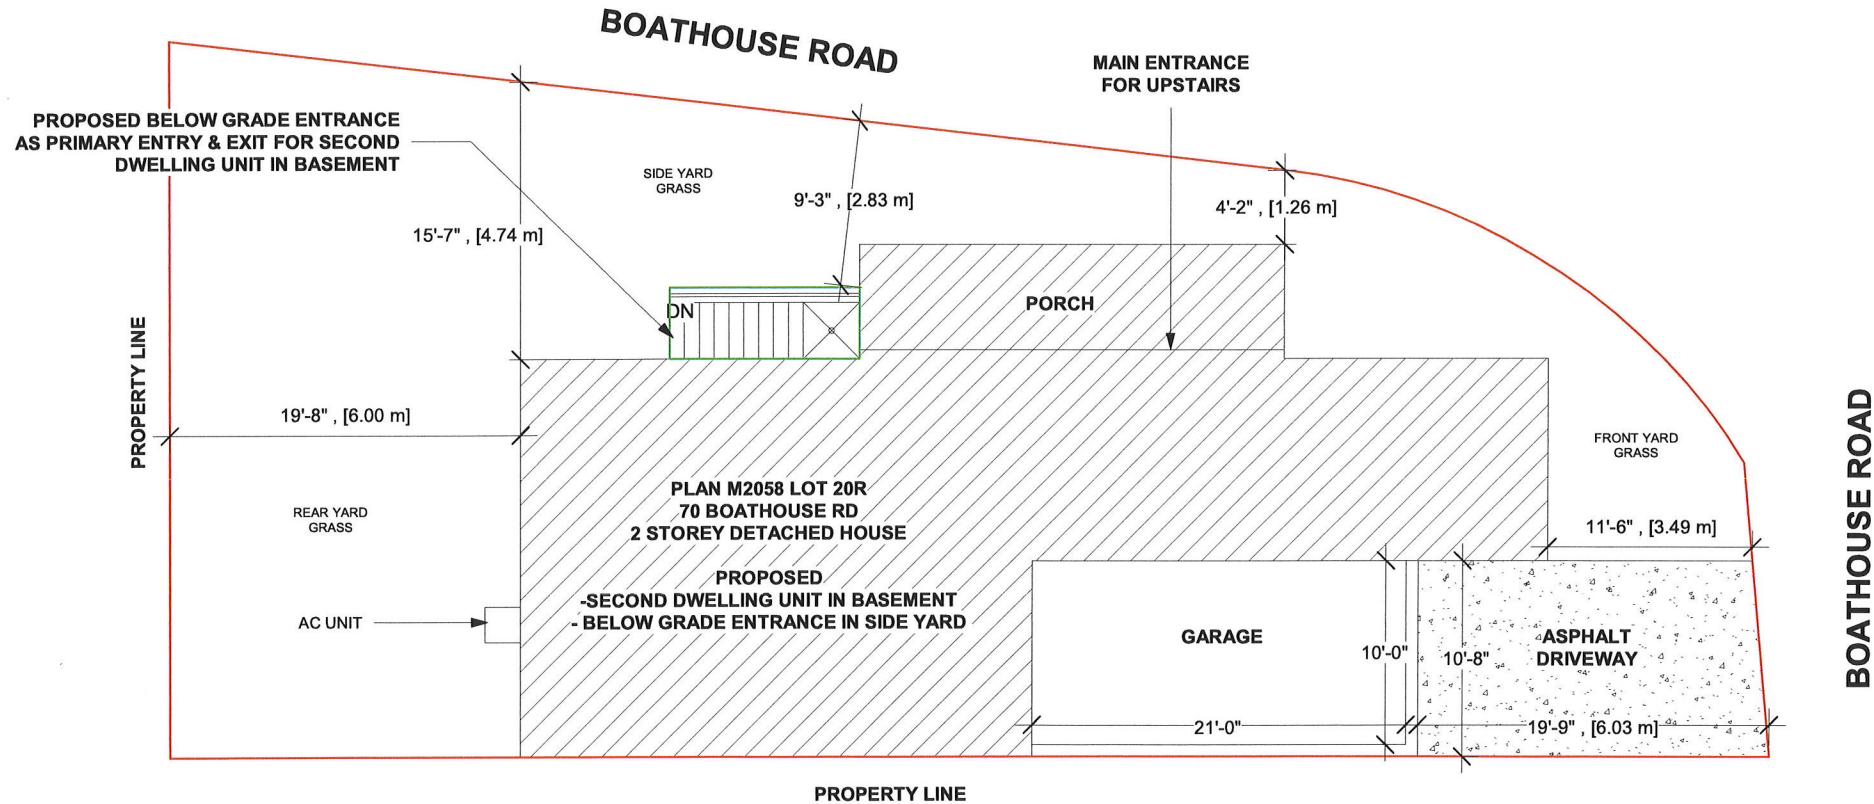 BOATHOUSE ROAD
MAIN ENTRANCE
FOR UPSTAIRS
PROPOSED BELOW GRADE ENTRANCE
AS PRIMARY ENTRY & EXIT FOR SECOND
DWELLING UNIT IN BASEMENT
SIDE YARD
GRASS
9'-3" , [2.83 m]
4'-2" , [1.26 m]
15'-7" , [4.74 m]
DN
PORCH
PROPERTY LINE
19'-8" , [6.00 m]
FRONT YARD
GRASS
BOATHOUSE ROAD
REAR YARD
GRASS
PLAN M2058 LOT 20R
70 BOATHOUSE RD
2 STOREY DETACHED HOUSE
11'-6" , [3.49 m]
PROPOSED
-SECOND DWELLING UNIT IN BASEMENT
- BELOW GRADE ENTRANCE IN SIDE YARD
AC UNIT
GARAGE
10'-0"
10'-8"
ASPHALT
DRIVEWAY
21'-0"
19'-9" , [6.03 m]
PROPERTY LINE